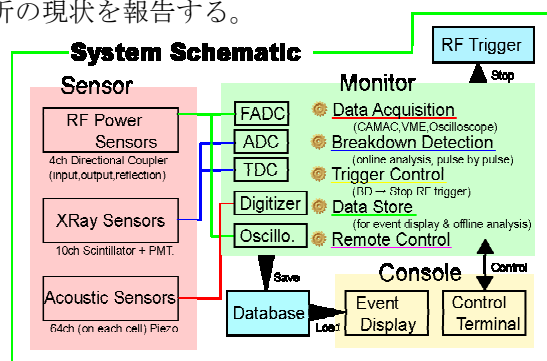 所の現状を報告する。
System Schematic
RF Trigger
Stop
Sensor
RF Power
Sensors
4ch Directional Coupler
(input,output,reflection)
XRay Sensors
10ch Scintillator + PMT.
Acoustic Sensors
64ch (on each cell) Piezo
Monitor
FADC
ADC
TDC
Digitizer
Oscillo.
Data Acquisition
(CAMAC,VME,Oscilloscope)
Breakdown Detection
(online analysis, pulse by pulse)
Trigger Control
(BD → Stop RF trigger)
Data Store
(for event display & offline analysis)
Remote Control
Save
Database
Load
Console
Control
Event
Display
Control
Terminal